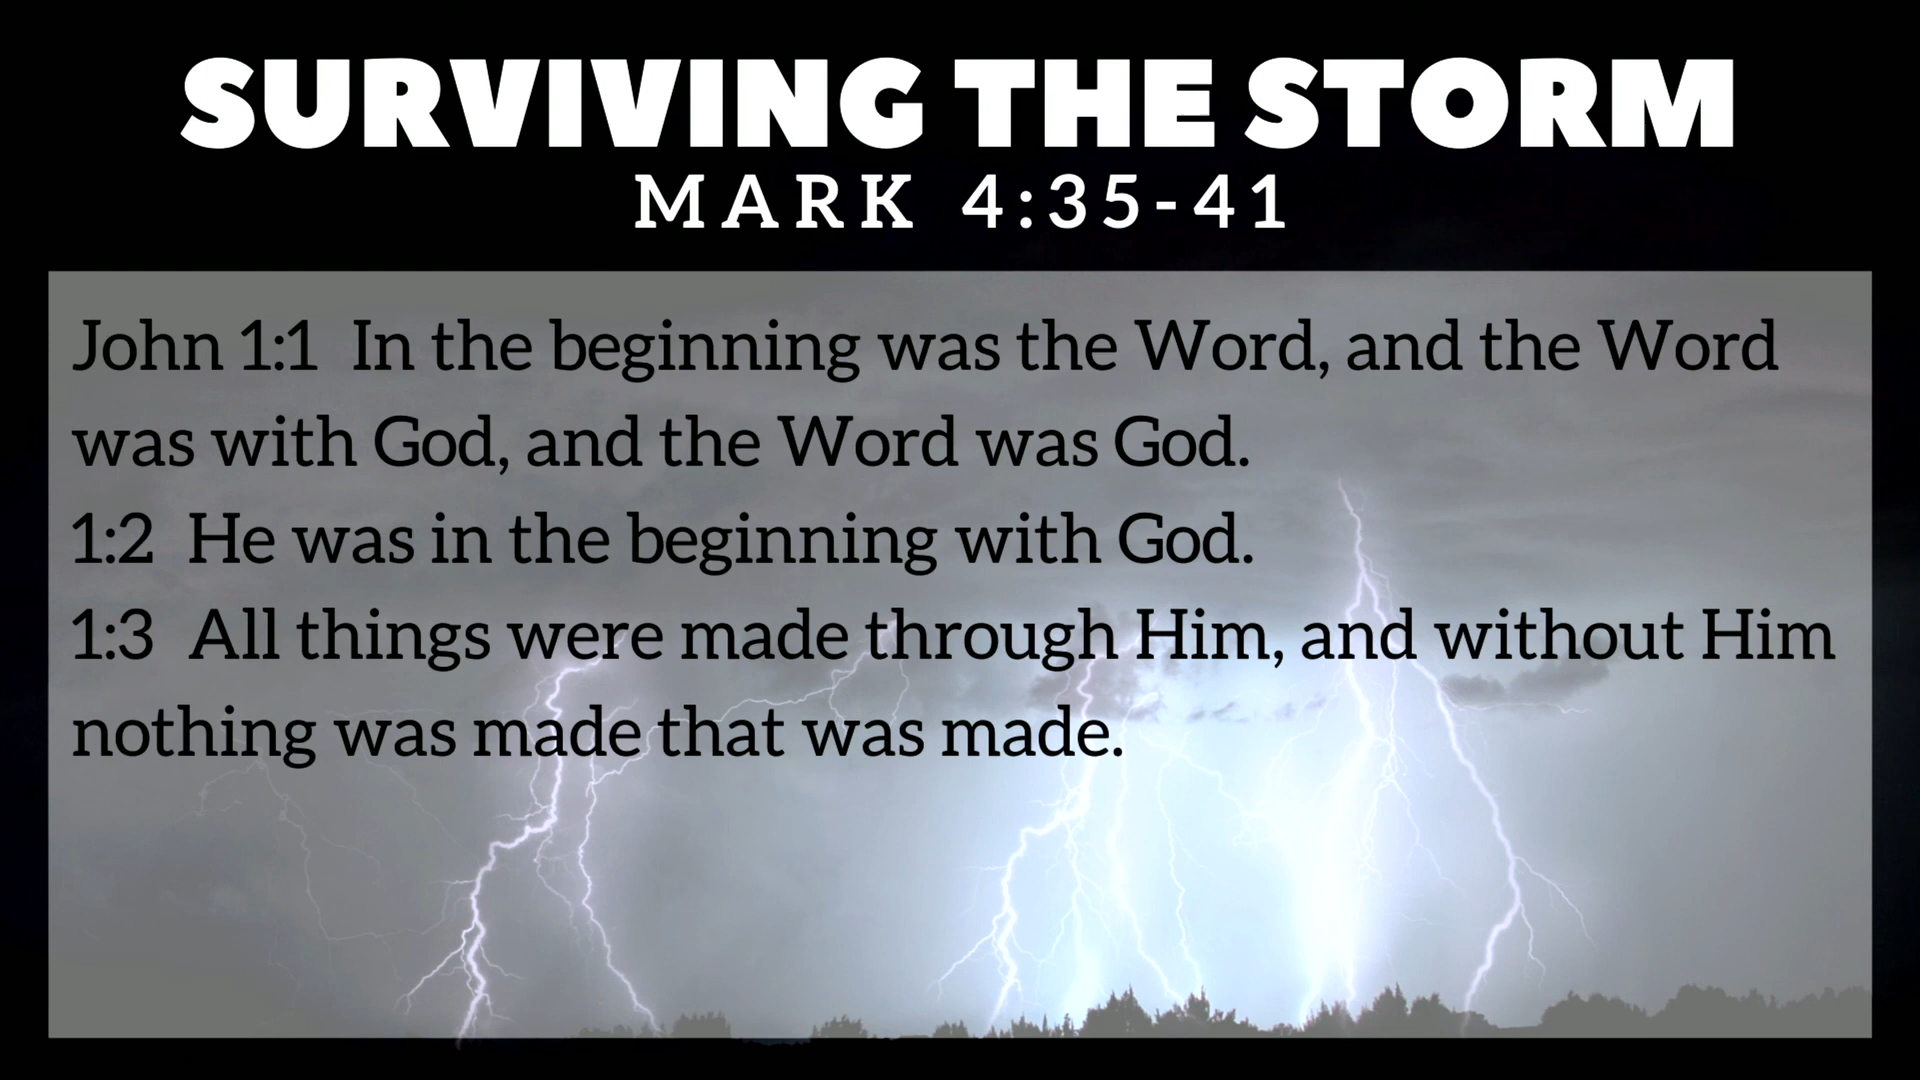 SURVIVING THE STORM
MARK 4:35-41
John 1:1  In the beginning was the Word, and the Word
was with God, and the Word was God.
1:2  He was in the beginning with God.
1:3  All things were made through Him, and without Him
nothing was made that was made.